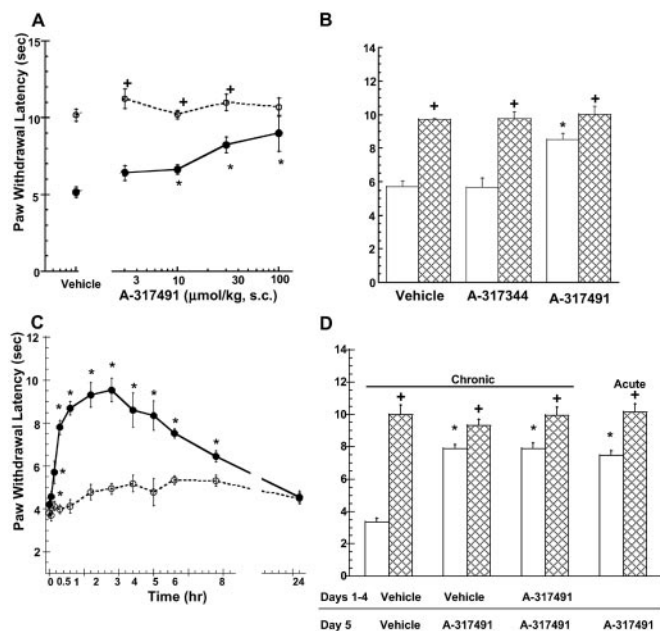 A
Paw Withdrawal Latency (sec)
15
10
5
0
Vehicle
3
10
30
100
A-317491 (μmol/kg, s.c.)
+
+
+
*
*
*
B
14
12
10
8
6
4
2
0
+
+
*
+
Vehicle
A-317344
A-317491
C
Paw Withdrawal Latency (sec)
12
10
8
6
4
2
* * * * * * * * * *
0 0.5 1 2 3 4 5 6 8 24
Time (hr)
D
14
12
10
8
6
4
2
0
Chronic
Acute
+ * + * + * +
Days 1-4 Vehicle Vehicle A-317491
Day 5 Vehicle A-317491 A-317491 A-317491